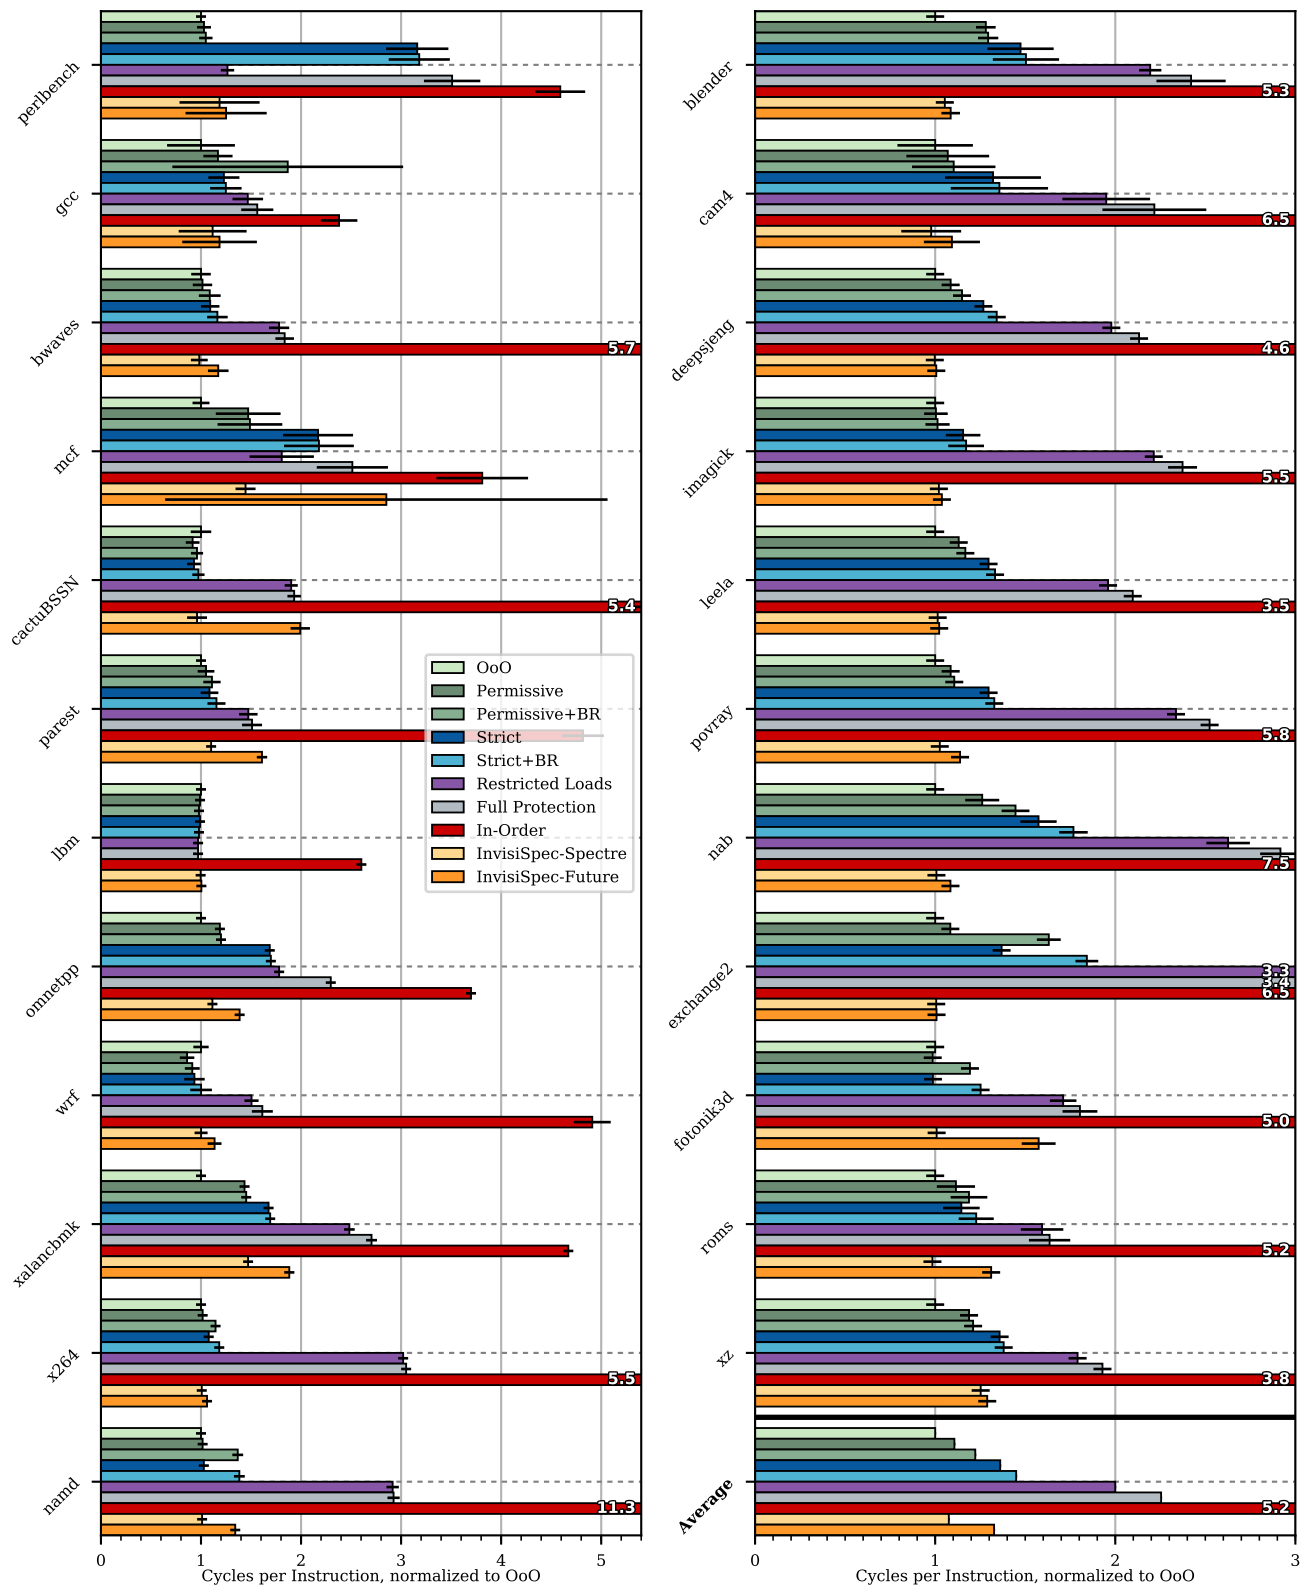 perlbench
gcc
bwaves
5.7
mcf
cactuBSSN
5.4
parest
lbm
omnetpp
wrf
xalancbmk
x264
5.5
namd
11.3
OoO
Permissive
Permissive+BR
Strict
Strict+BR
Restricted Loads
Full Protection
In-Order
InvisiSpec-Spectre
InvisiSpec-Future
0 1 2 3 4 5
Cycles per Instruction, normalized to OoO
blender
5.3
cam4
6.5
deepsjeng
4.6
imagick
5.5
leela
3.5
povray
5.8
nab
7.5
exchange2
3.3
3.4
6.5
fotonik3d
5.0
roms
5.2
xz
3.8
Average
5.2
0 1 2 3
Cycles per Instruction, normalized to OoO